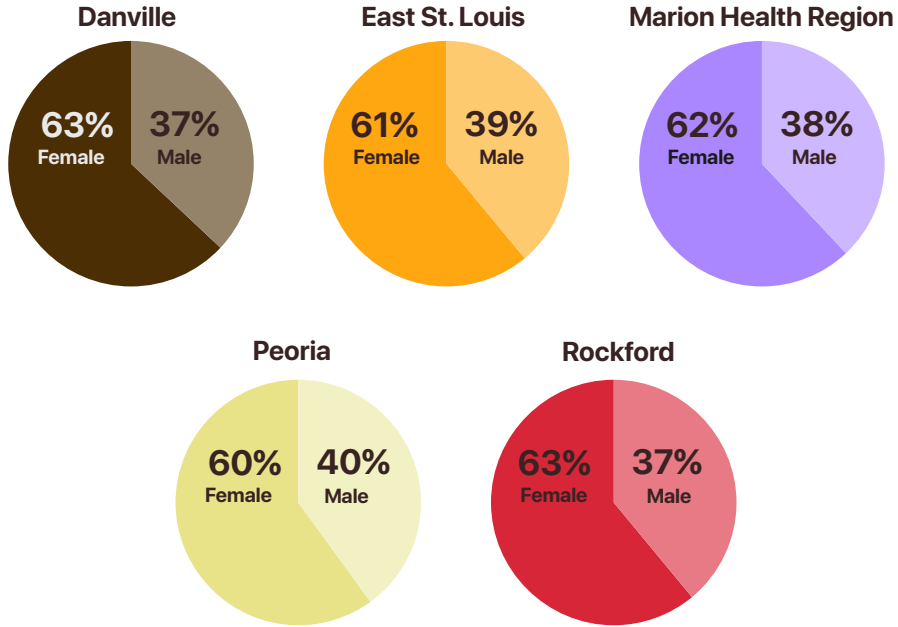 Danville
East St. Louis
Marion Health Region
63%
Female
37%
Male
61%
Female
39%
Male
62%
Female
38%
Male
Peoria
Rockford
60%
Female
40%
Male
63%
Female
37%
Male